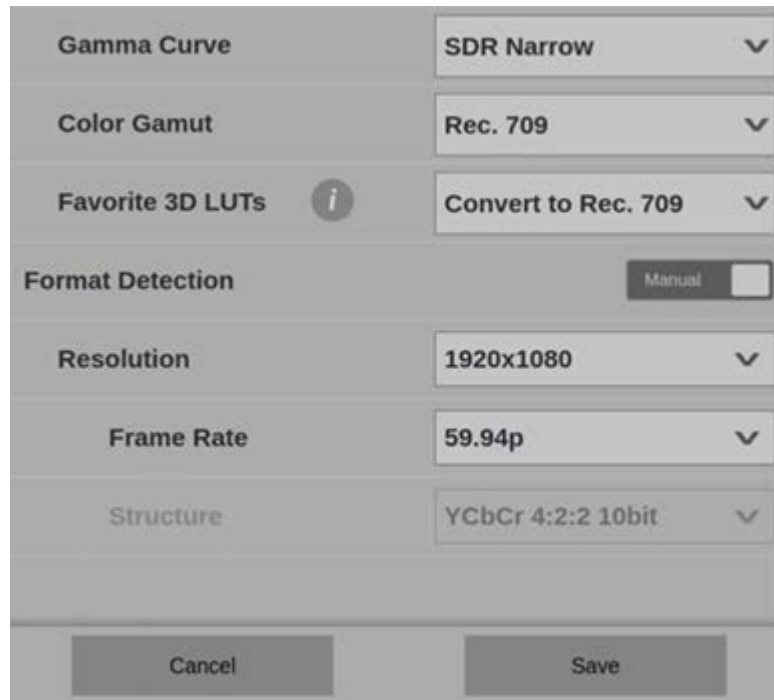 Gamma Curve SDR Narrow
Color Gamut Rec. 709
Favorite 3D LUTs i Convert to Rec. 709
Format Detection Manual
Resolution 1920x1080
Frame Rate 59.94p
Structure YCbCr 4:2:2 10bit
Cancel Save